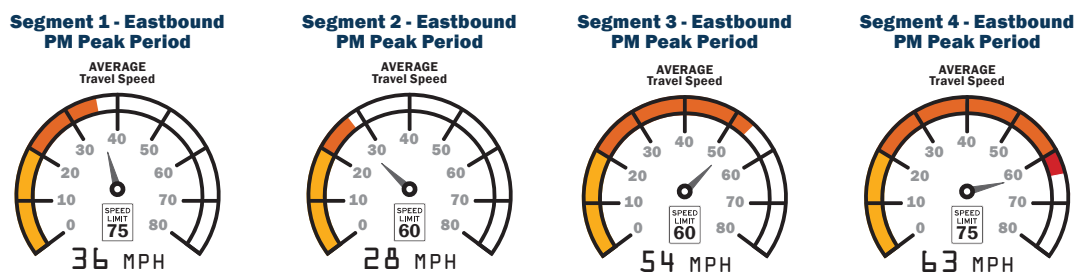 Segment 1 - Eastbound
PM Peak Period
AVERAGE
Travel Speed
0
10
20
30
40
50
60
70
80
SPEED
LIMIT
75
36 MPH
Segment 2 - Eastbound
PM Peak Period
AVERAGE
Travel Speed
0
10
20
30
40
50
60
70
80
SPEED
LIMIT
60
28 MPH
Segment 3 - Eastbound
PM Peak Period
AVERAGE
Travel Speed
0
10
20
30
40
50
60
70
80
SPEED
LIMIT
60
54 MPH
Segment 4 - Eastbound
PM Peak Period
AVERAGE
Travel Speed
0
10
20
30
40
50
60
70
80
SPEED
LIMIT
75
63 MPH